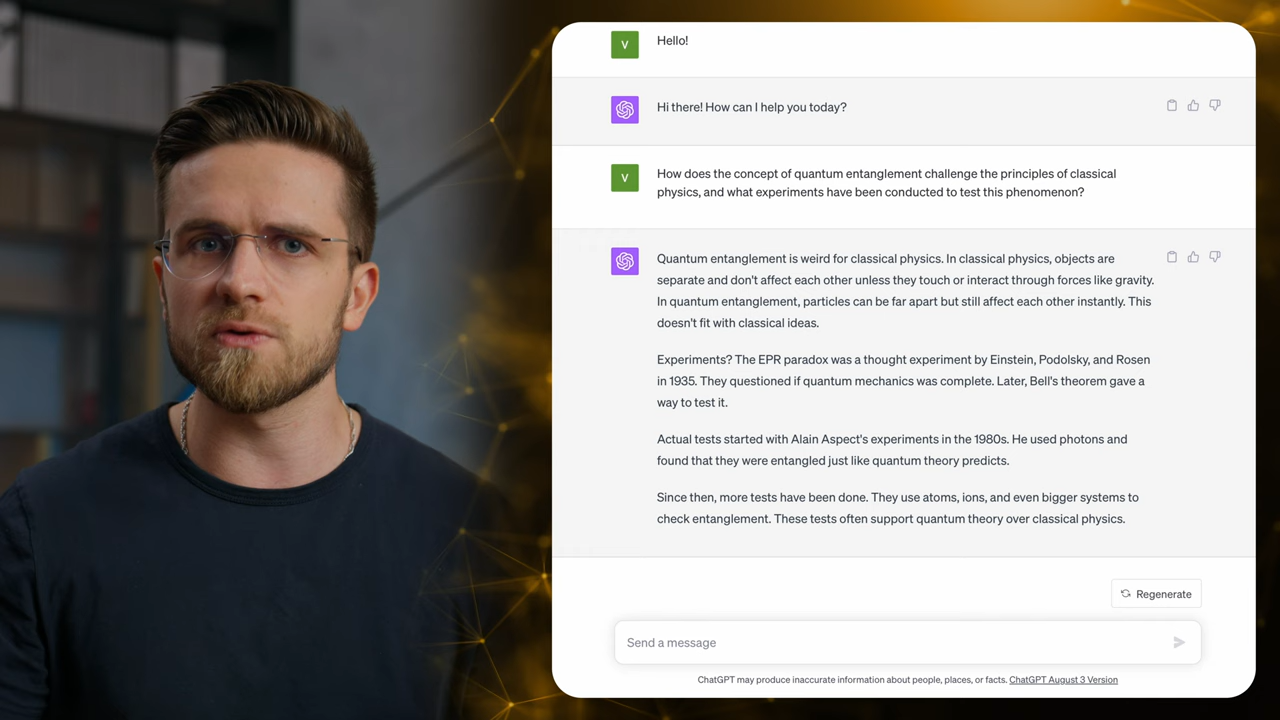 V
Hello!
Hi there! How can I help you today?
V
How does the concept of quantum entanglement challenge the principles of classical
physics, and what experiments have been conducted to test this phenomenon?
Quantum entanglement is weird for classical physics. In classical physics, objects are
separate and don't affect each other unless they touch or interact through forces like gravity.
In quantum entanglement, particles can be far apart but still affect each other instantly. This
doesn't fit with classical ideas.
Experiments? The EPR paradox was a thought experiment by Einstein, Podolsky, and Rosen
in 1935. They questioned if quantum mechanics was complete. Later, Bell's theorem gave a
way to test it.
Actual tests started with Alain Aspect's experiments in the 1980s. He used photons and
found that they were entangled just like quantum theory predicts.
Since then, more tests have been done. They use atoms, ions, and even bigger systems to
check entanglement. These tests often support quantum theory over classical physics.
Regenerate
Send a message
ChatGPT may produce inaccurate information about people, places, or facts. ChatGPT August 3 Version